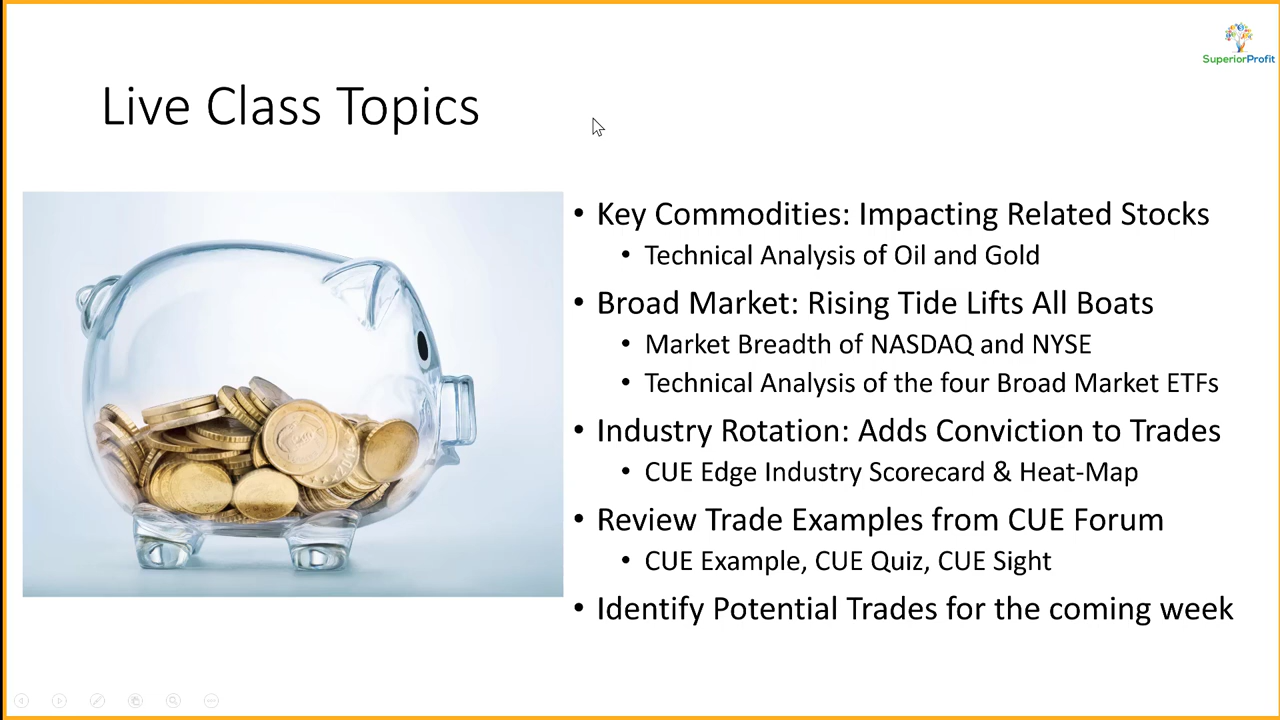 SuperiorProfit
Live Class Topics
• Key Commodities: Impacting Related Stocks
• Technical Analysis of Oil and Gold
• Broad Market: Rising Tide Lifts All Boats
• Market Breadth of NASDAQ and NYSE
• Technical Analysis of the four Broad Market ETFs
• Industry Rotation: Adds Conviction to Trades
• CUE Edge Industry Scorecard & Heat-Map
• Review Trade Examples from CUE Forum
• CUE Example, CUE Quiz, CUE Sight
• Identify Potential Trades for the coming week